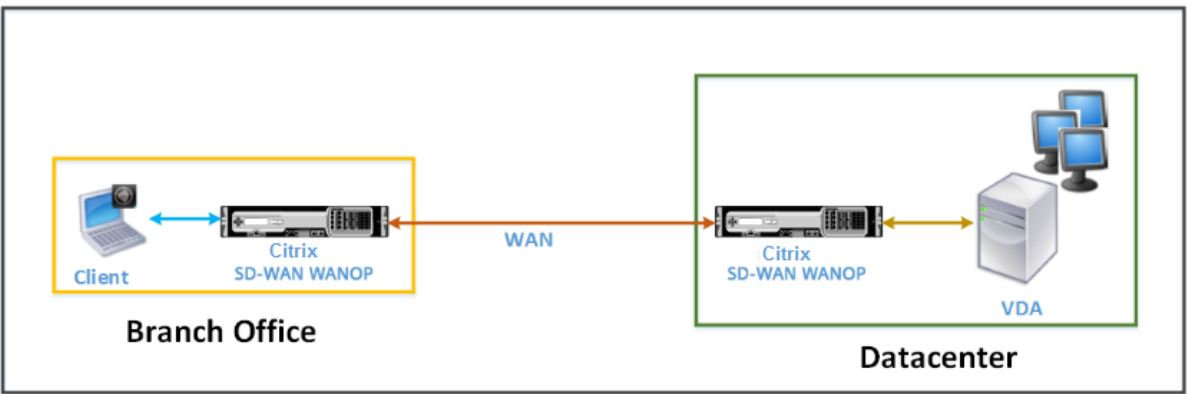 Client
Citrix
SD-WAN WANOP
Branch Office
WAN
Citrix
SD-WAN WANOP
VDA
Datacenter